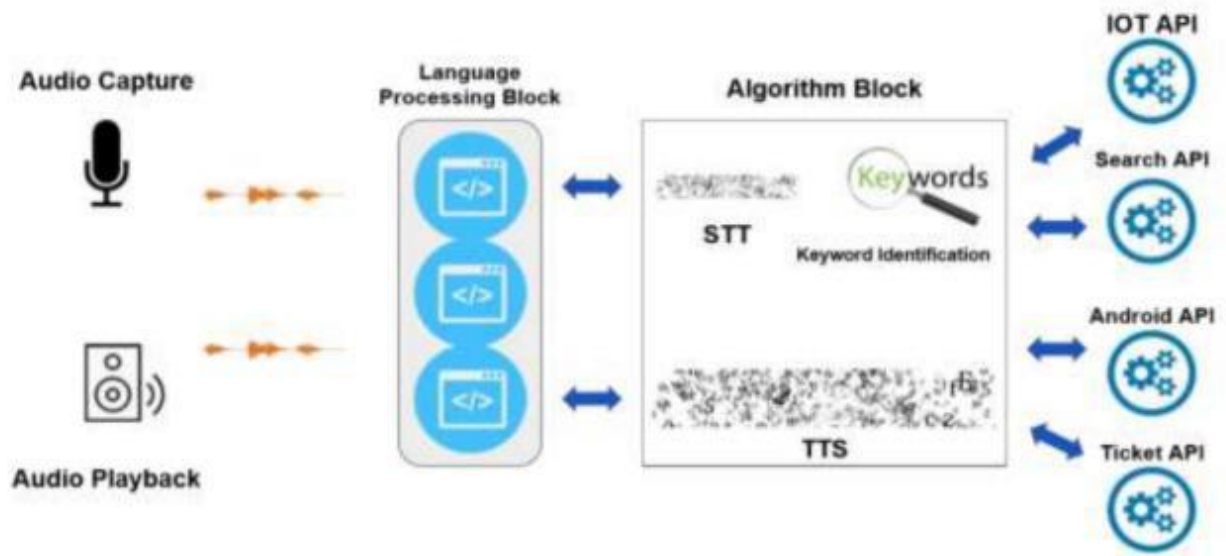 IOT API
Audio Capture
Language
Processing Block
Algorithm Block
</>
Keywords
Search API
STT
Keyword Identification
</>
Android API
</>
TTS
Audio Playback
Ticket API